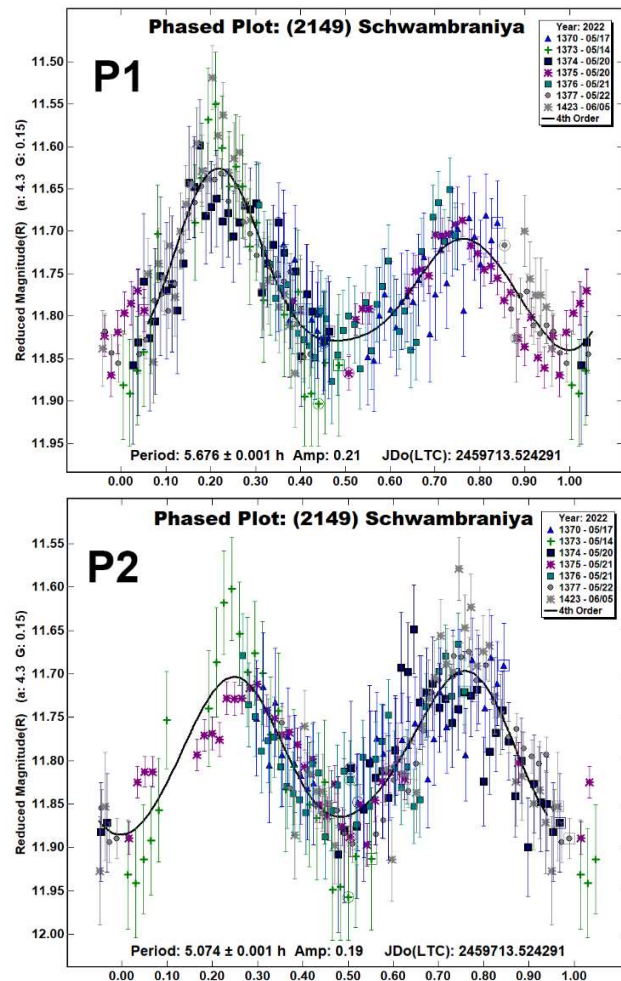 Phased Plot: (2149) Schwambraniya
P1
Year: 2022
1370 - 05/17
1373 - 05/14
1374 - 05/20
1375 - 05/20
1376 - 05/21
1377 - 05/22
1423 - 06/05
4th Order
Reduced Magnitude(R) (a: 4.3 G: 0.15)
11.50
11.55
11.60
11.65
11.70
11.75
11.80
11.85
11.90
11.95
Period: 5.676 ± 0.001 h Amp: 0.21 JDo(LTC): 2459713.524291
0.00 0.10 0.20 0.30 0.40 0.50 0.60 0.70 0.80 0.90 1.00
Phased Plot: (2149) Schwambraniya
P2
Year: 2022
1370 - 05/17
1373 - 05/14
1374 - 05/20
1375 - 05/21
1376 - 05/21
1377 - 05/22
1423 - 06/05
4th Order
Reduced Magnitude(R) (a: 4.3 G: 0.15)
11.55
11.60
11.65
11.70
11.75
11.80
11.85
11.90
11.95
12.00
Period: 5.074 ± 0.001 h Amp: 0.19 JDo(LTC): 2459713.524291
0.00 0.10 0.20 0.30 0.40 0.50 0.60 0.70 0.80 0.90 1.00